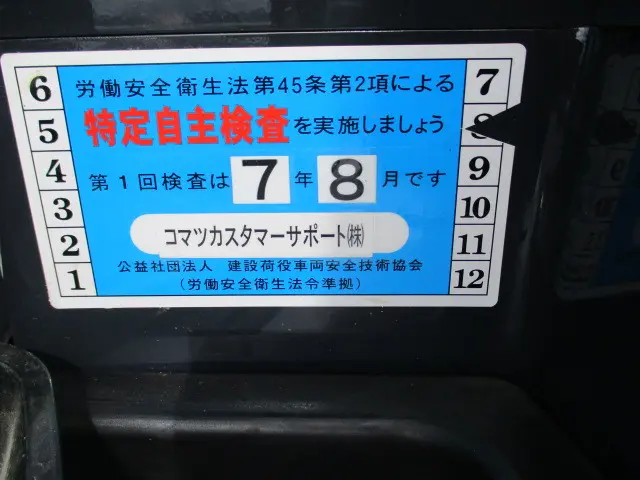 労働安全衛生法第45条第2項による
特定自主検査を実施しましょう
第1回検査は7年8月です
コマツカスタマーサポート㈱
公益社団法人 建設荷役車両安全技術協会
(労働安全衛生法令準拠)
6
5
4
3
2
1
7
8
9
10
11
12